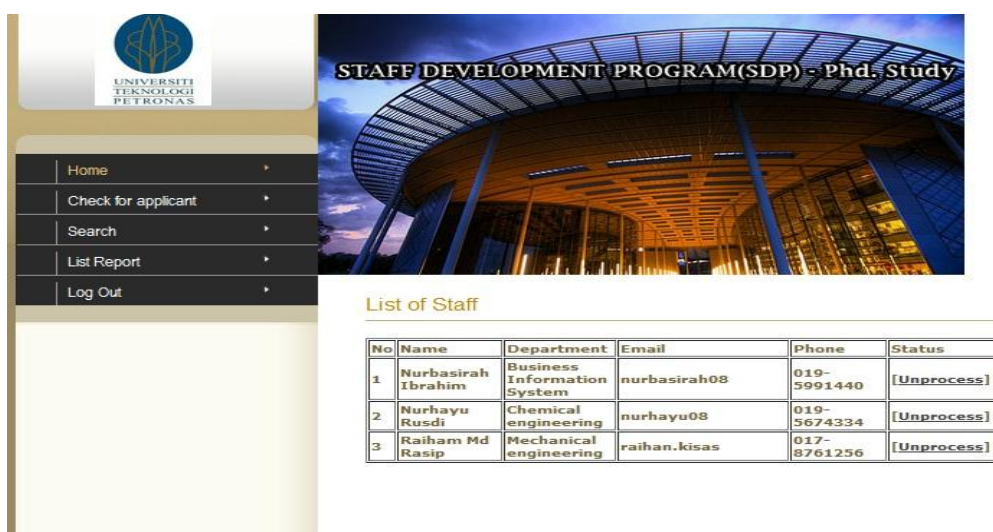 UNIVERSITI
TEKNOLOGI
PETRONAS
STAFF DEVELOPMENT PROGRAM(SDP) - Phd. Study
Home
Check for applicant
Search
List Report
Log Out
List of Staff
No Name Department Email Phone Status
1 Nurbasirah Ibrahim Business Information System nurbasirah08 019-5991440 [Unprocess]
2 Nurhayu Rusdi Chemical engineering nurhayu08 019-5674334 [Unprocess]
3 Raiham Md Rasip Mechanical engineering raihan.kisas 017-8761256 [Unprocess]